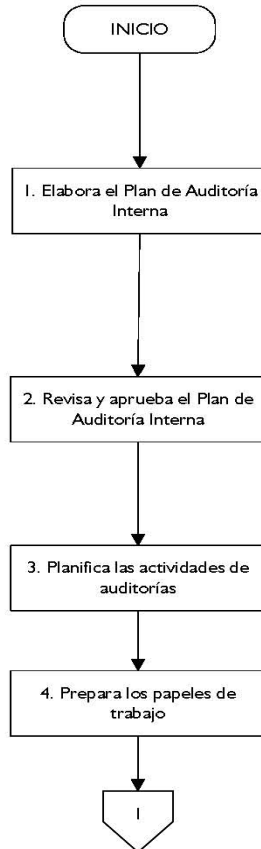 INICIO
1. Elabora el Plan de Auditoría
Interna
2. Revisa y aprueba el Plan de
Auditoría Interna
3. Planifica las actividades de
auditorías
4. Prepara los papeles de
trabajo
1